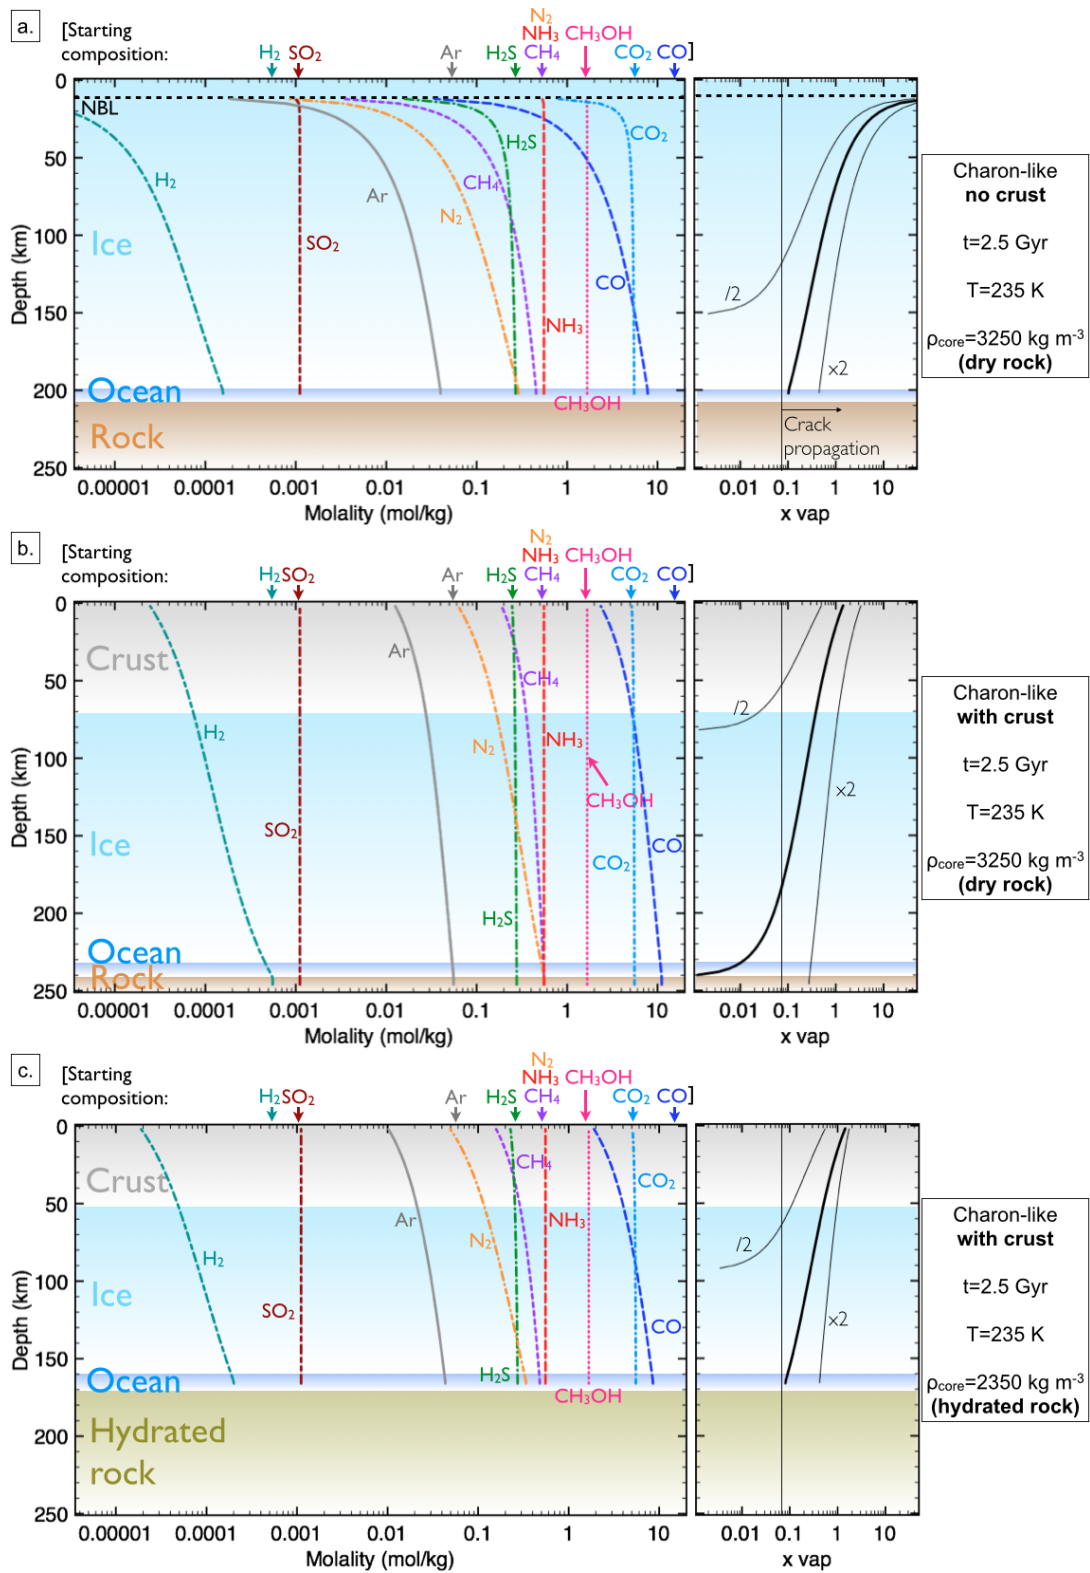 a.
[Starting
composition:
H₂
SO₂
Ar
H₂S
N₂
NH₃
CH₄
CH₃OH
CO₂
CO]
0
50
100
150
200
250
Depth (km)
NBL
H₂
Ice
SO₂
Ar
N₂
CH₄
H₂S
CO₂
CO
NH₃
CH₃OH
Ocean
Rock
0.00001
0.0001
0.001
0.01
0.1
1
10
Molality (mol/kg)
/2
×2
Crack
propagation
0.01
0.1
1
10
x vap
Charon-like
no crust
t=2.5 Gyr
T=235 K
ρcore=3250 kg m⁻³
(dry rock)
b.
[Starting
composition:
H₂
SO₂
Ar
H₂S
N₂
NH₃
CH₄
CH₃OH
CO₂
CO]
0
50
100
150
200
250
Depth (km)
Crust
Ar
CH₄
H₂
N₂
NH₃
CH₃OH
SO₂
Ice
CO₂
CO
H₂S
Ocean
Rock
0.00001
0.0001
0.001
0.01
0.1
1
10
Molality (mol/kg)
/2
×2
0.01
0.1
1
10
x vap
Charon-like
with crust
t=2.5 Gyr
T=235 K
ρcore=3250 kg m⁻³
(dry rock)
c.
[Starting
composition:
H₂
SO₂
Ar
H₂S
N₂
NH₃
CH₄
CH₃OH
CO₂
CO]
0
50
100
150
200
250
Depth (km)
Crust
CH₄
CO₂
Ar
NH₃
N₂
H₂
Ice
SO₂
CO
H₂S
Ocean
CH₃OH
Hydrated
rock
0.00001
0.0001
0.001
0.01
0.1
1
10
Molality (mol/kg)
/2
×2
0.01
0.1
1
10
x vap
Charon-like
with crust
t=2.5 Gyr
T=235 K
ρcore=2350 kg m⁻³
(hydrated rock)